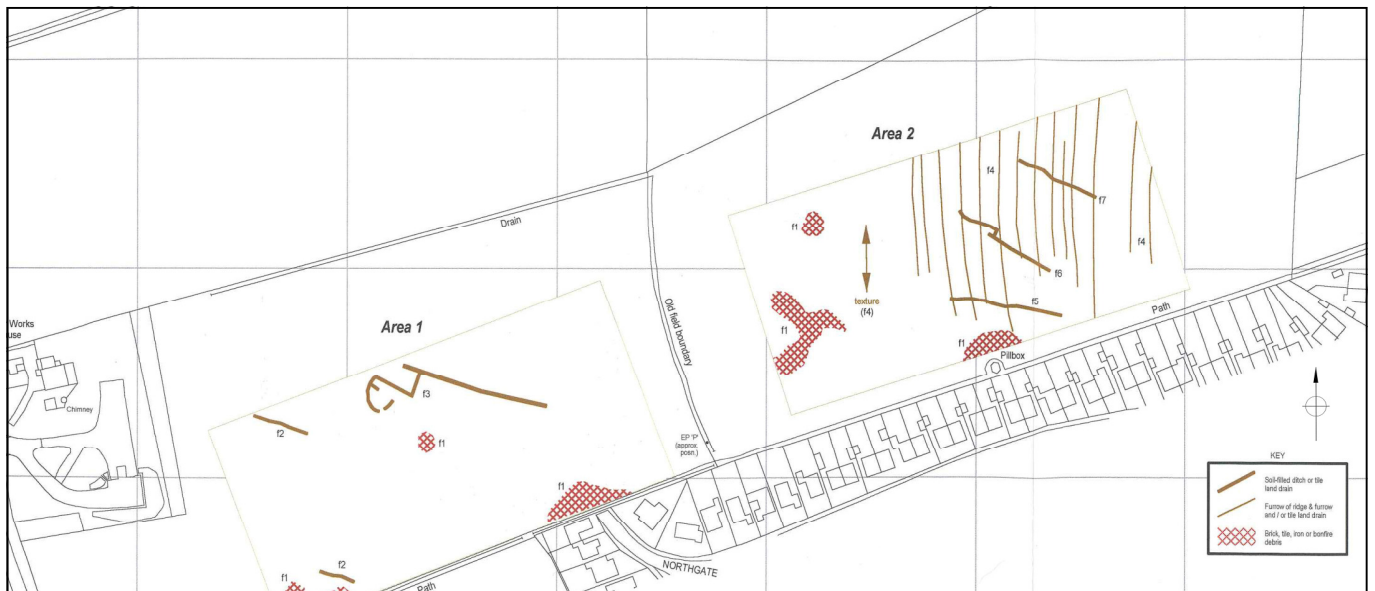 Area 2
f4
f7
f1
texture
(f4)
f4
f6
f5
f1
f1
Pillbox
Path
Drain
Old field boundary
Area 1
Works
use
Chimney
f3
f2
f1
EP 'P'
(approx.
posn.)
f1
f2
f1
Path
NORTHGATE
KEY
Soil-filled ditch or tile
land drain
Furrow of ridge & furrow
and / or tile land drain
Brick, tile, iron or bonfire
debris